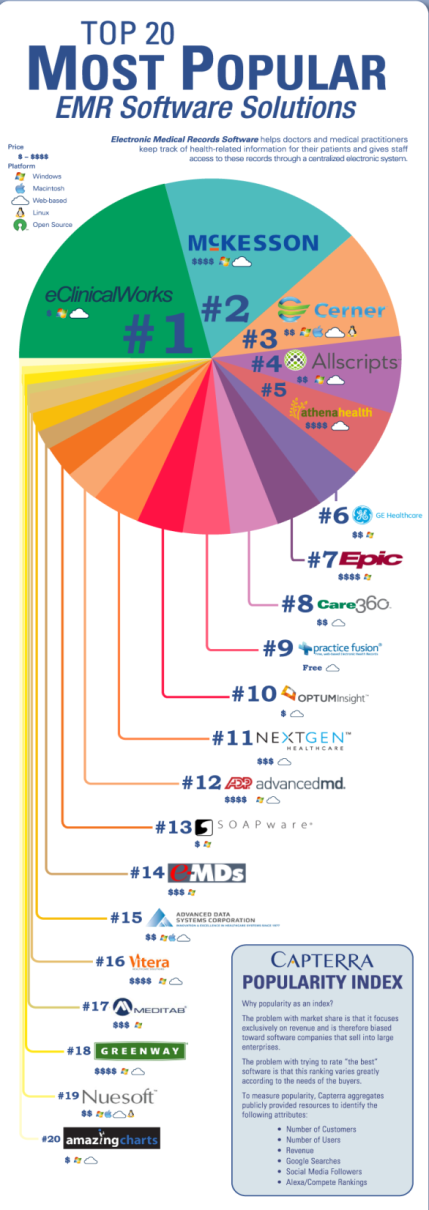 TOP 20
MOST POPULAR
EMR Software Solutions
Electronic Medical Records Software helps doctors and medical practitioners
keep track of health-related information for their patients and gives staff
access to these records through a centralized electronic system.
Price
$ – $$$$
Platform
Windows
Macintosh
Web-based
Linux
Open Source
eClinicalWorks
$
#1
MCKESSON
$$$$
#2
Cerner
#3 $$
#4 Allscripts
$$
#5
athenahealth
$$$$
#6 GE Healthcare
$$
#7 Epic
$$$$
#8 Care360
$$
#9 practice fusion
Free
#10 OPTUMInsight™
$
#11 NEXTGEN™
HEALTHCARE
$$$
#12 ADP advancedmd.
$$$$
#13 SOAPware
$
#14 e-MDs
$$$
#15 ADVANCED DATA
SYSTEMS CORPORATION
$$
#16 Vitera
$$$$
#17 MEDITAB
$$$
#18 GREENWAY
$$$$
#19 Nuesoft
$$
#20 amazingcharts
$
CAPTERRA
POPULARITY INDEX
Why popularity as an index?
The problem with market share is that it focuses
exclusively on revenue and is therefore biased
toward software companies that sell into large
enterprises.
The problem with trying to rate "the best"
software is that this ranking varies greatly
according to the needs of the buyers.
To measure popularity, Capterra aggregates
publicly provided resources to identify the
following attributes:
• Number of Customers
• Number of Users
• Revenue
• Google Searches
• Social Media Followers
• Alexa/Compete Rankings